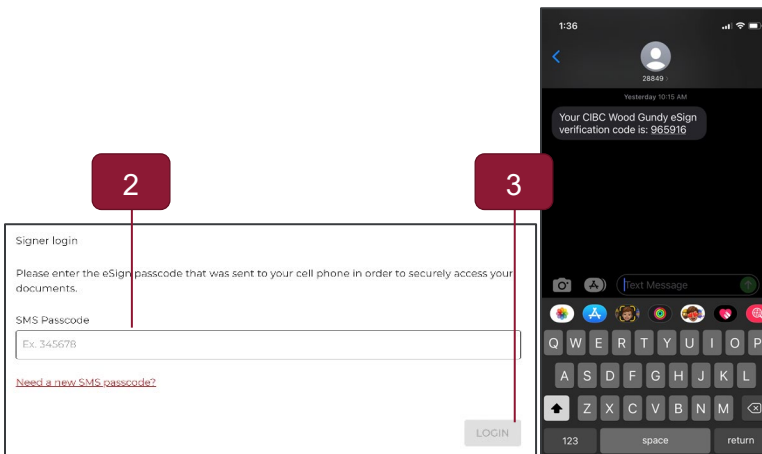 2
3
Signer login
Please enter the eSign passcode that was sent to your cell phone in order to securely access your
documents.
SMS Passcode
Ex. 345678
Need a new SMS passcode?
LOGIN
1:36
28849
Yesterday 10:15 AM
Your CIBC Wood Gundy eSign
verification code is: 965916
Text Message
Q W E R T Y U I O P
A S D F G H J K L
Z X C V B N M
123 space return